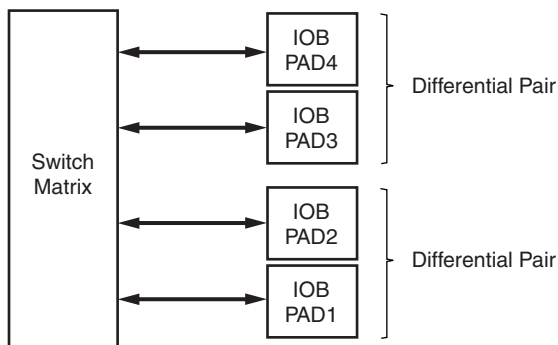 IOB
PAD4
Differential Pair
IOB
PAD3
Switch
Matrix
IOB
PAD2
Differential Pair
IOB
PAD1